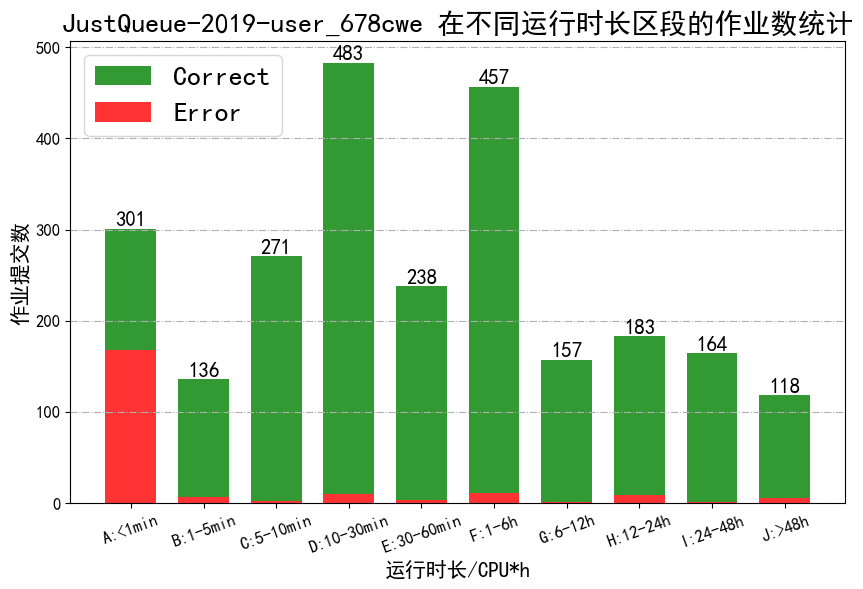 JustQueue-2019-user_678cwe 在不同运行时长区段的作业数统计
Correct
Error
作业提交数
500
400
300
200
100
0
301
136
271
483
238
457
157
183
164
118
A:<1min
B:1-5min
C:5-10min
D:10-30min
E:30-60min
F:1-6h
G:6-12h
H:12-24h
I:24-48h
J:>48h
运行时长/CPU*h